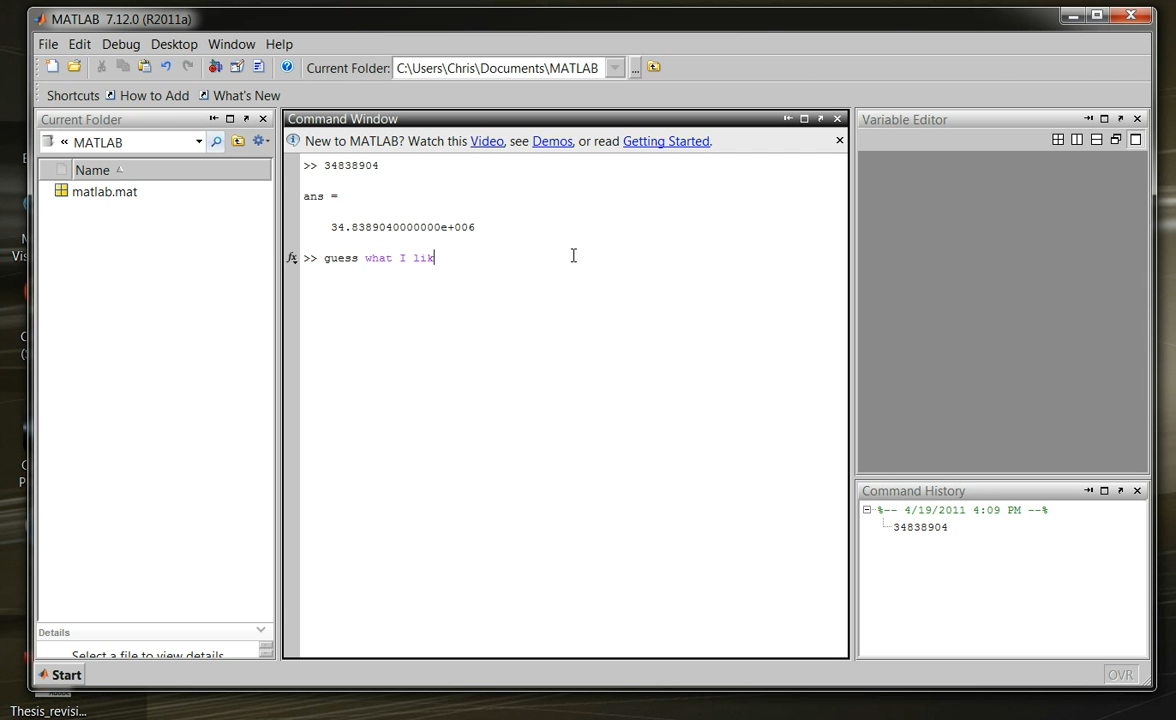 MATLAB 7.12.0 (R2011a)
File Edit Debug Desktop Window Help
Current Folder: C:\Users\Chris\Documents\MATLAB ...
Shortcuts How to Add What's New
Current Folder
« MATLAB
Name
matlab.mat
Details
Select a file to view details
Command Window
New to MATLAB? Watch this Video, see Demos, or read Getting Started.
>> 34838904
ans =
34.8389040000000e+006
fx >> guess what I lik
Variable Editor
Command History
%-- 4/19/2011 4:09 PM --%
34838904
Start
OVR
Thesis_revisi...